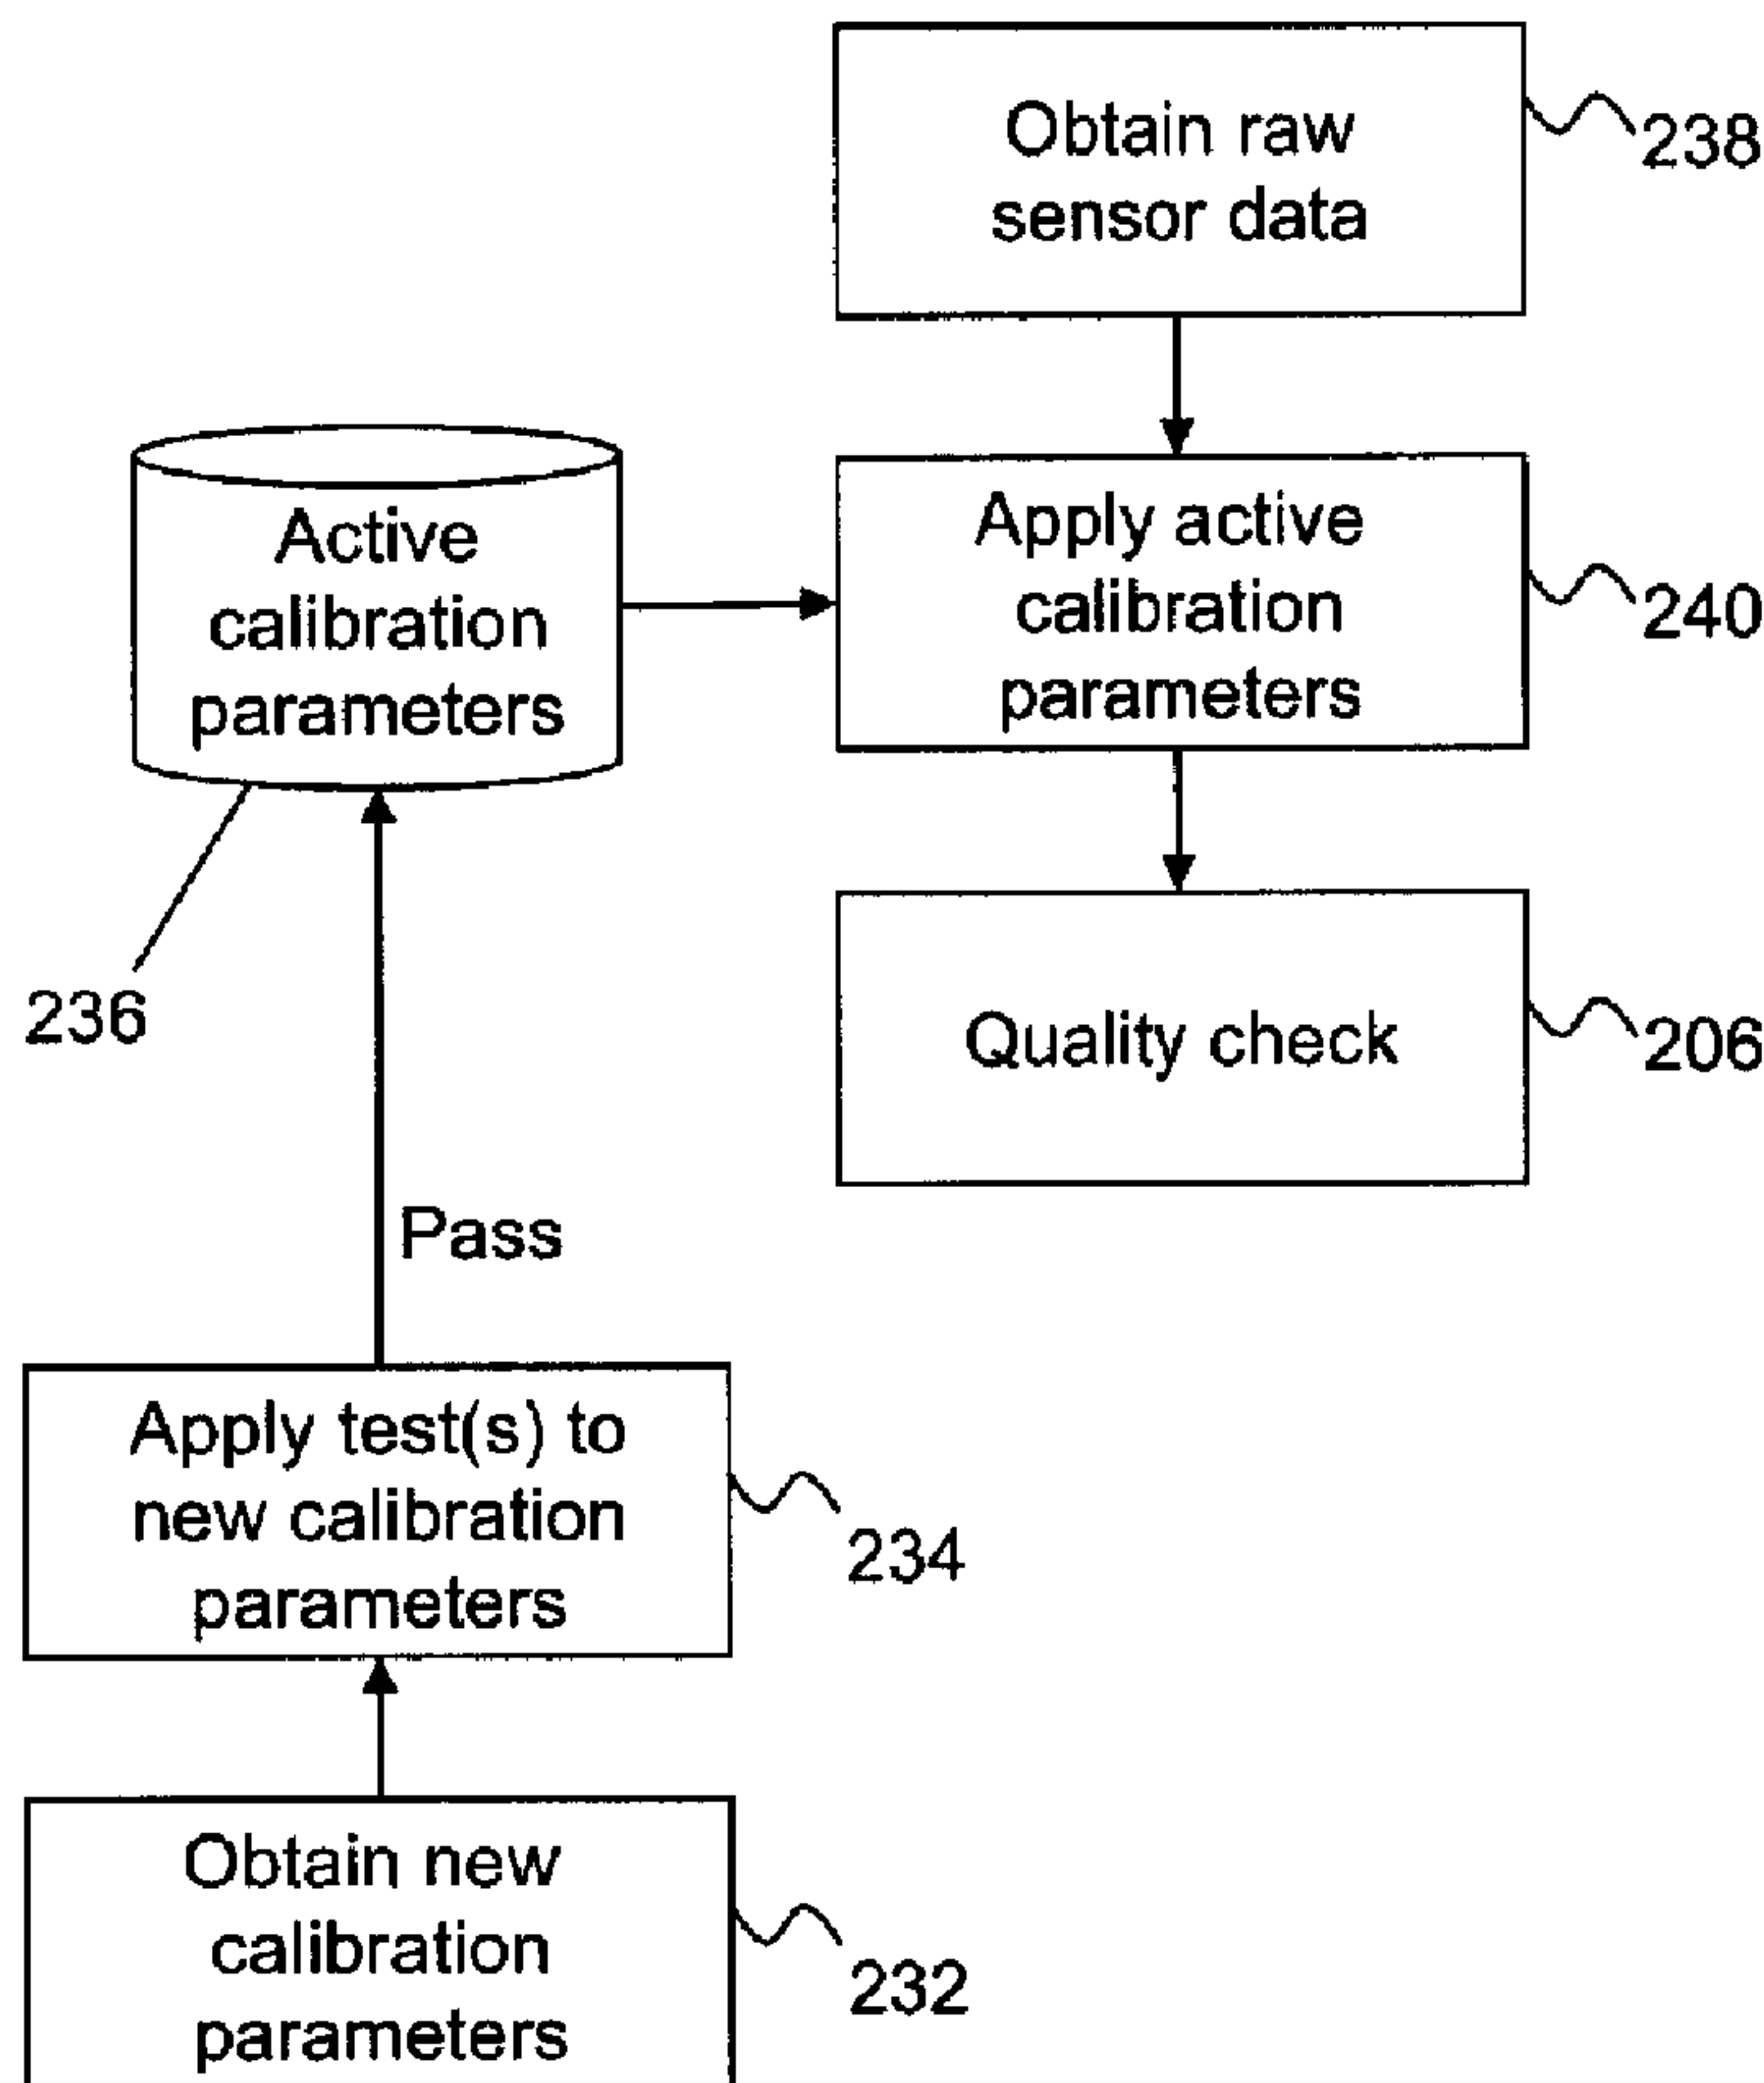 Obtain raw
sensor data
238
Active
calibration
parameters
236
Apply active
calibration
parameters
240
Quality check
206
Pass
Apply test(s) to
new calibration
parameters
234
Obtain new
calibration
parameters
232